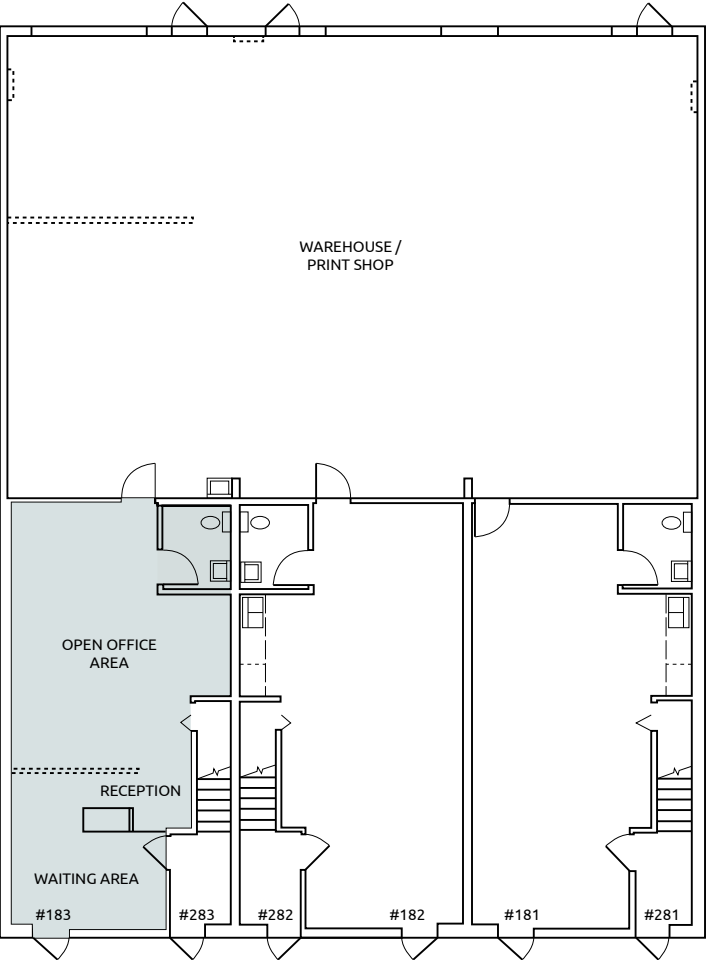 WAREHOUSE /
PRINT SHOP
OPEN OFFICE
AREA
RECEPTION
WAITING AREA
#183
#283
#282
#182
#181
#281